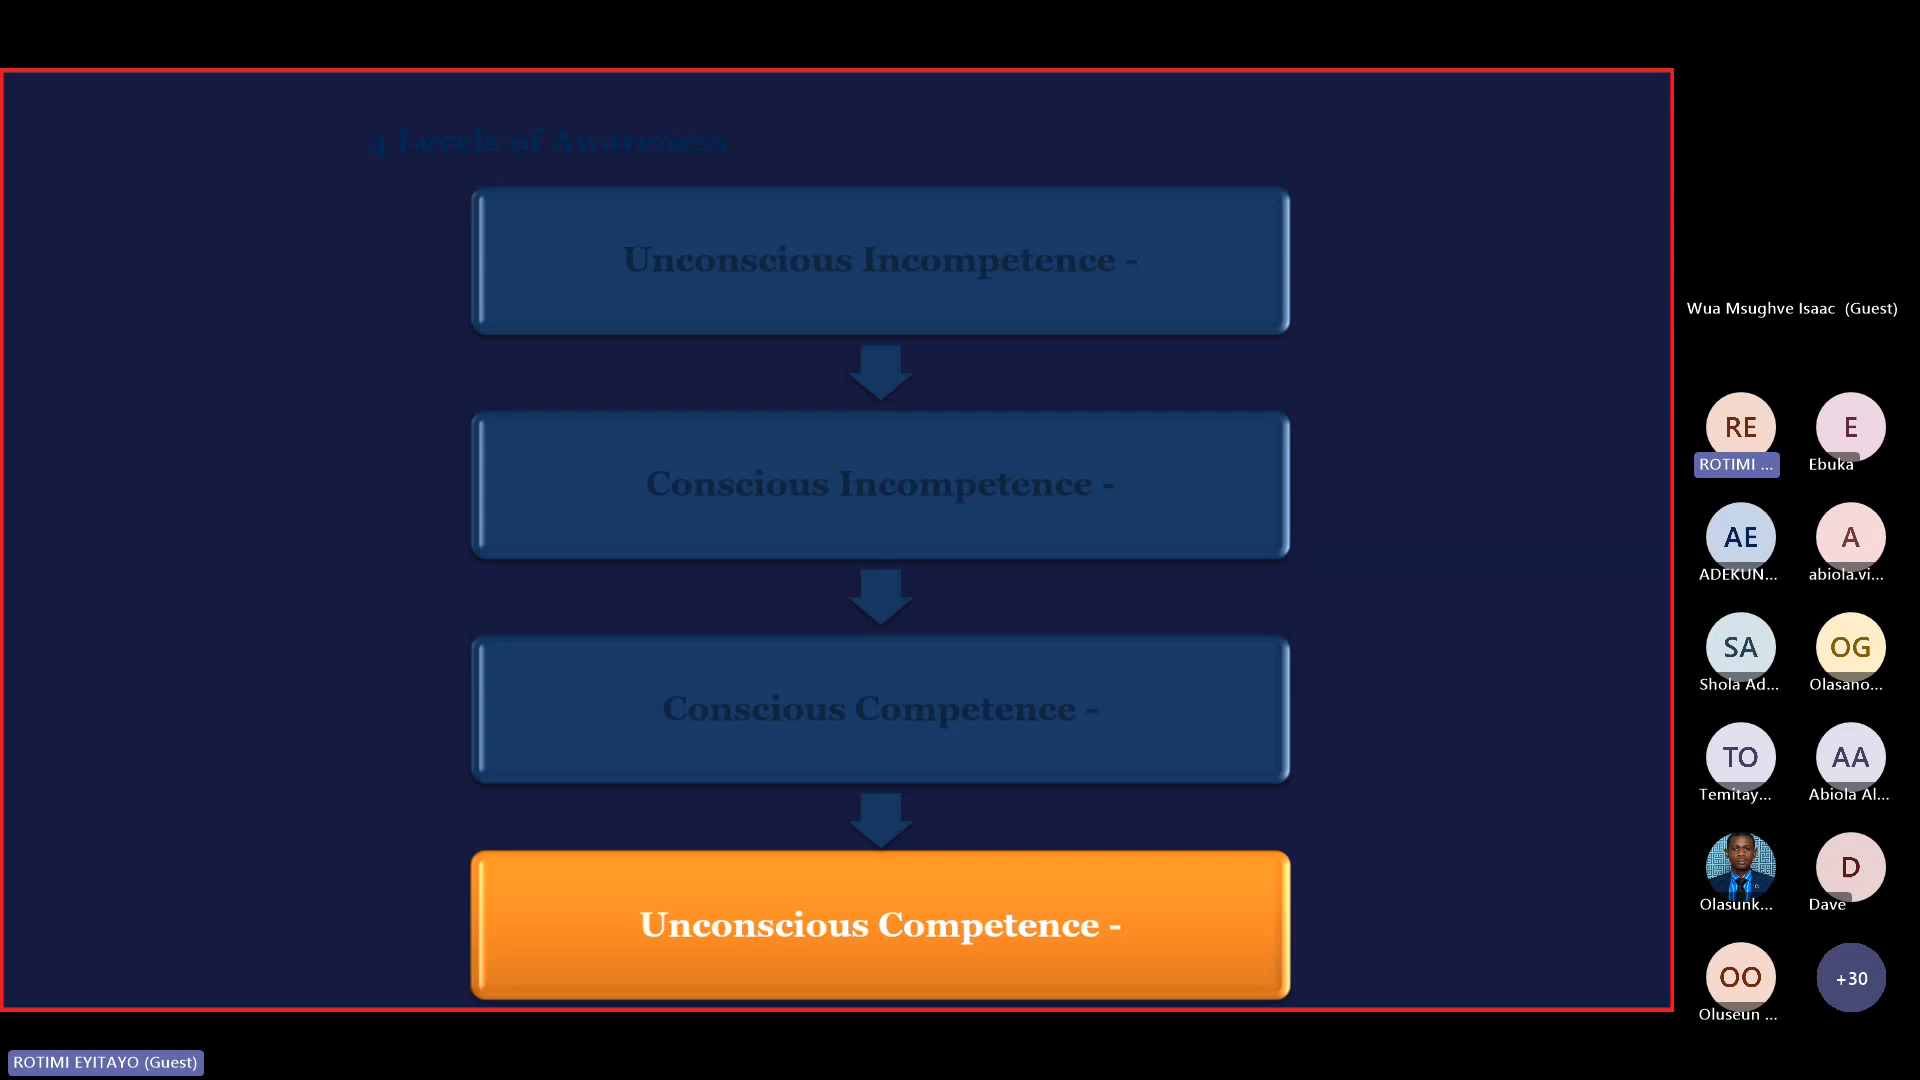 4 Levels of Awareness
Unconscious Incompetence -
Conscious Incompetence -
Conscious Competence -
Unconscious Competence -
Wua Msughve Isaac (Guest)
RE
E
ROTIMI ...
Ebuka
AE
A
ADEKUN...
abiola.vi...
SA
OG
Shola Ad...
Olasano...
TO
AA
Temitay...
Abiola Al...
D
Olasunk...
Dave
OO
+30
Oluseun ...
ROTIMI EYITAYO (Guest)